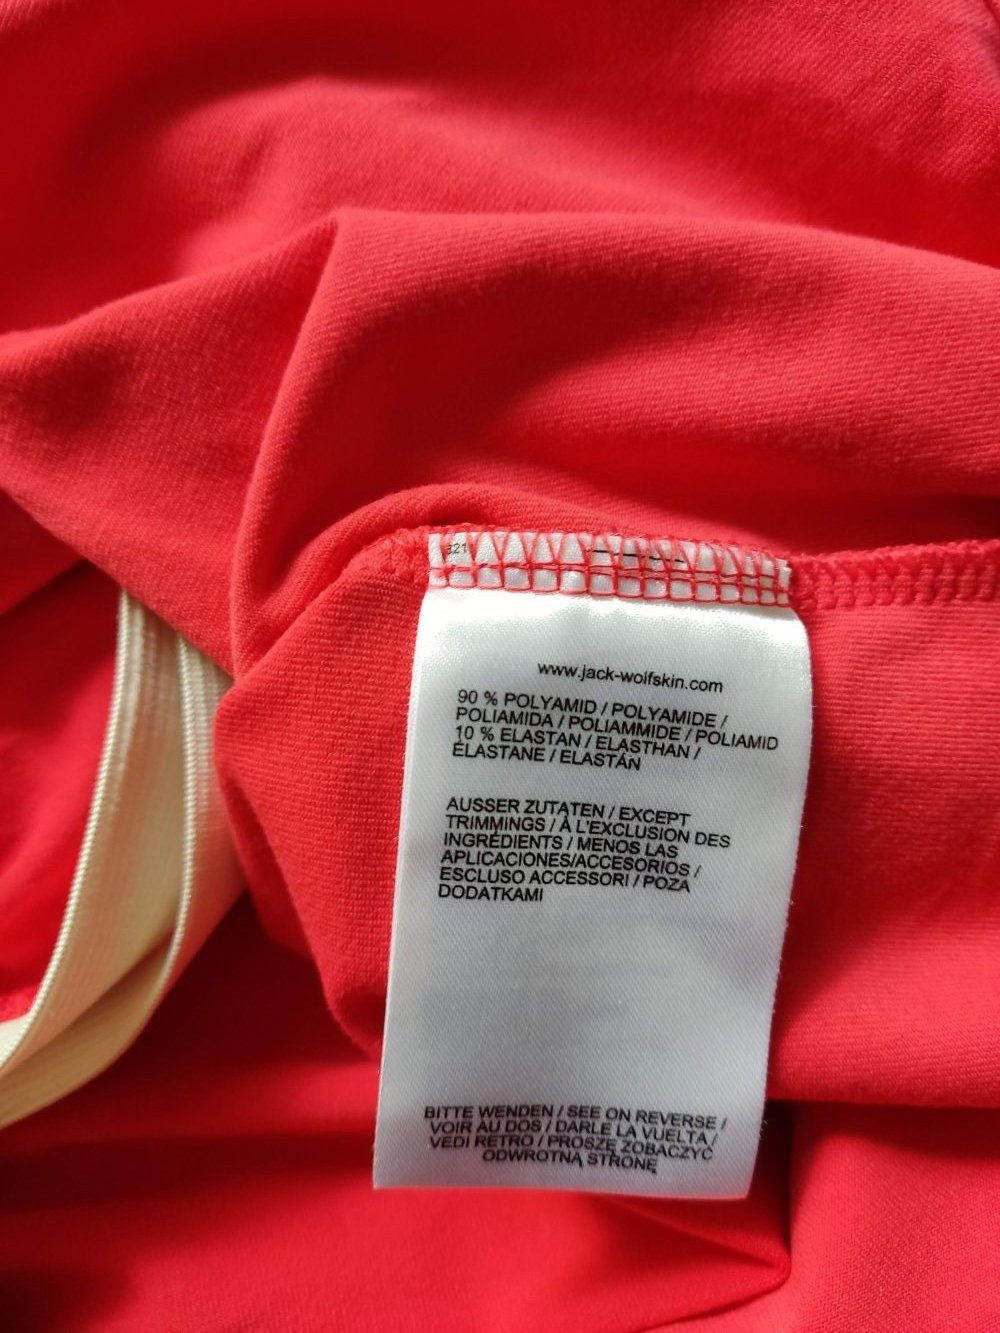 321
www.jack-wolfskin.com
90 % POLYAMID / POLYAMIDE /
POLIAMIDA / POLIAMMIDE / POLIAMID
10 % ELASTAN / ELASTHAN /
ÉLASTANE / ELASTÁN
AUSSER ZUTATEN / EXCEPT
TRIMMINGS / À L'EXCLUSION DES
INGRÉDIENTS / MENOS LAS
APLICACIONES/ACCESORIOS /
ESCLUSO ACCESSORI / POZA
DODATKAMI
BITTE WENDEN / SEE ON REVERSE /
VOIR AU DOS / DARLE LA VUELTA /
VEDI RETRO / PROSZĘ ZOBACZYĆ
ODWROTNĄ STRONĘ